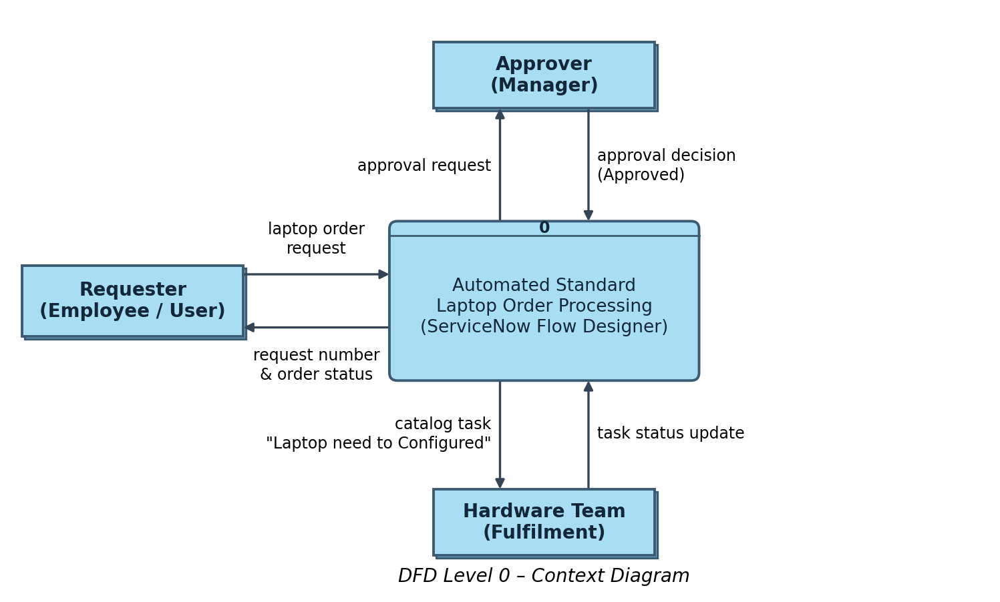 Approver
(Manager)
approval request
approval decision
(Approved)
laptop order
request
0
Requester
(Employee / User)
Automated Standard
Laptop Order Processing
(ServiceNow Flow Designer)
request number
& order status
catalog task
"Laptop need to Configured"
task status update
Hardware Team
(Fulfilment)
DFD Level 0 – Context Diagram